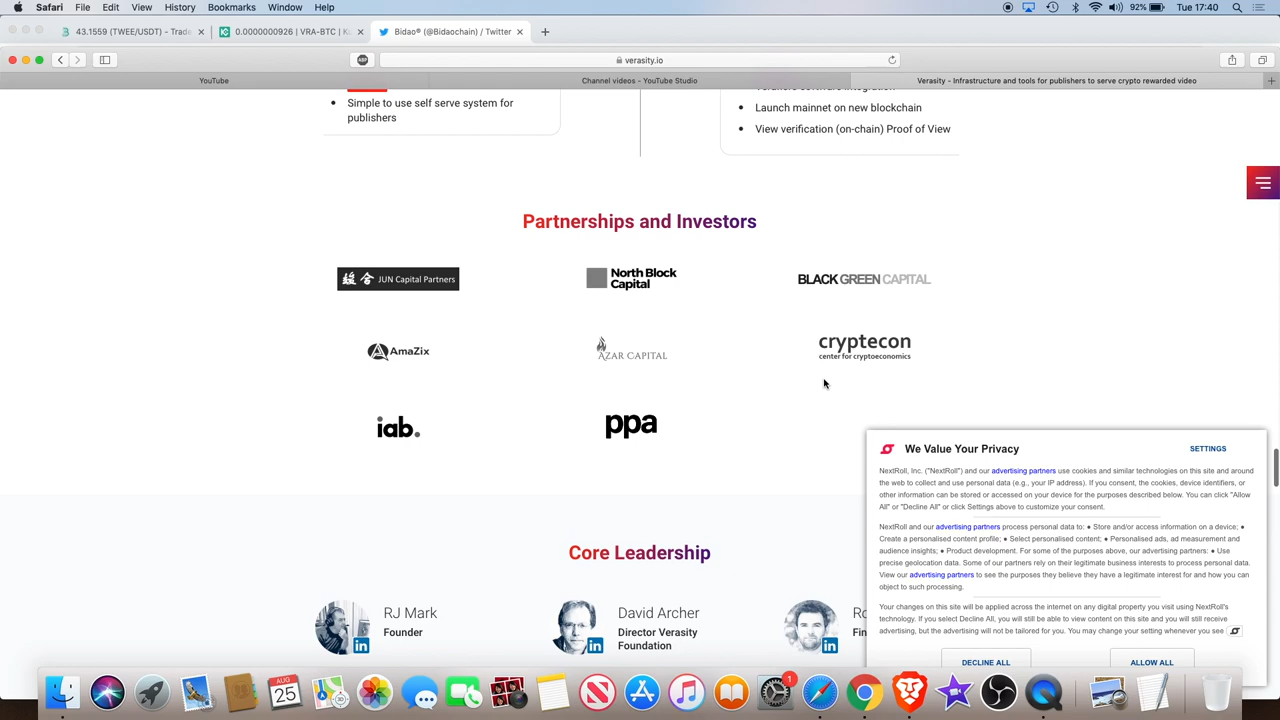 Safari File Edit View History Bookmarks Window Help
92% Tue 17:40
43.1559 (TWEE/USDT) - Trade
0.0000000926 | VRA-BTC |
Bidao® (@Bidaochain) / Twitter
verasity.io
YouTube
Channel videos - YouTube Studio
Verasity - Infrastructure and tools for publishers to serve crypto rewarded video
Simple to use self serve system for
publishers
Launch mainnet on new blockchain
View verification (on-chain) Proof of View
Partnerships and Investors
組合 JUN Capital Partners
North Block
Capital
BLACK GREEN CAPITAL
AmaZix
AZAR CAPITAL
cryptecon
center for cryptoeconomics
iab.
ppa
We Value Your Privacy
SETTINGS
NextRoll, Inc. ("NextRoll") and our advertising partners use cookies and similar technologies on this site and around
the web to collect and use personal data (e.g., your IP address). If you consent, the cookies, device identifiers, or
other information can be stored or accessed on your device for the purposes described below. You can click "Allow
All" or "Decline All" or click Settings above to customize your consent.
NextRoll and our advertising partners process personal data to: ● Store and/or access information on a device; ●
Create a personalised content profile; ● Select personalised content; ● Personalised ads, ad measurement and
audience insights; ● Product development. For some of the purposes above, our advertising partners: ● Use
precise geolocation data. Some of our partners rely on their legitimate business interests to process personal data.
View our advertising partners to see the purposes they believe they have a legitimate interest for and how you can
object to such processing.
Your changes on this site will be applied across the internet on any digital property you visit using NextRoll's
technology. If you select Decline All, you will still be able to view content on this site and you will still receive
advertising, but the advertising will not be tailored for you. You may change your setting whenever you see
DECLINE ALL
ALLOW ALL
Core Leadership
RJ Mark
Founder
David Archer
Director Verasity
Foundation
Ro
Fin
AUG
25
1